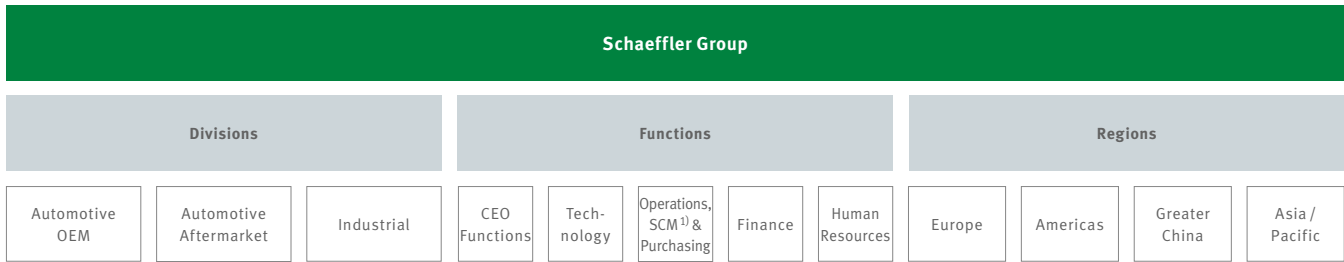 Schaeffler Group
Divisions
Functions
Regions
Automotive
OEM
Automotive
Aftermarket
Industrial
CEO
Functions
Tech-
nology
Operations,
SCM 1) &
Purchasing
Finance
Human
Resources
Europe
Americas
Greater
China
Asia /
Pacific